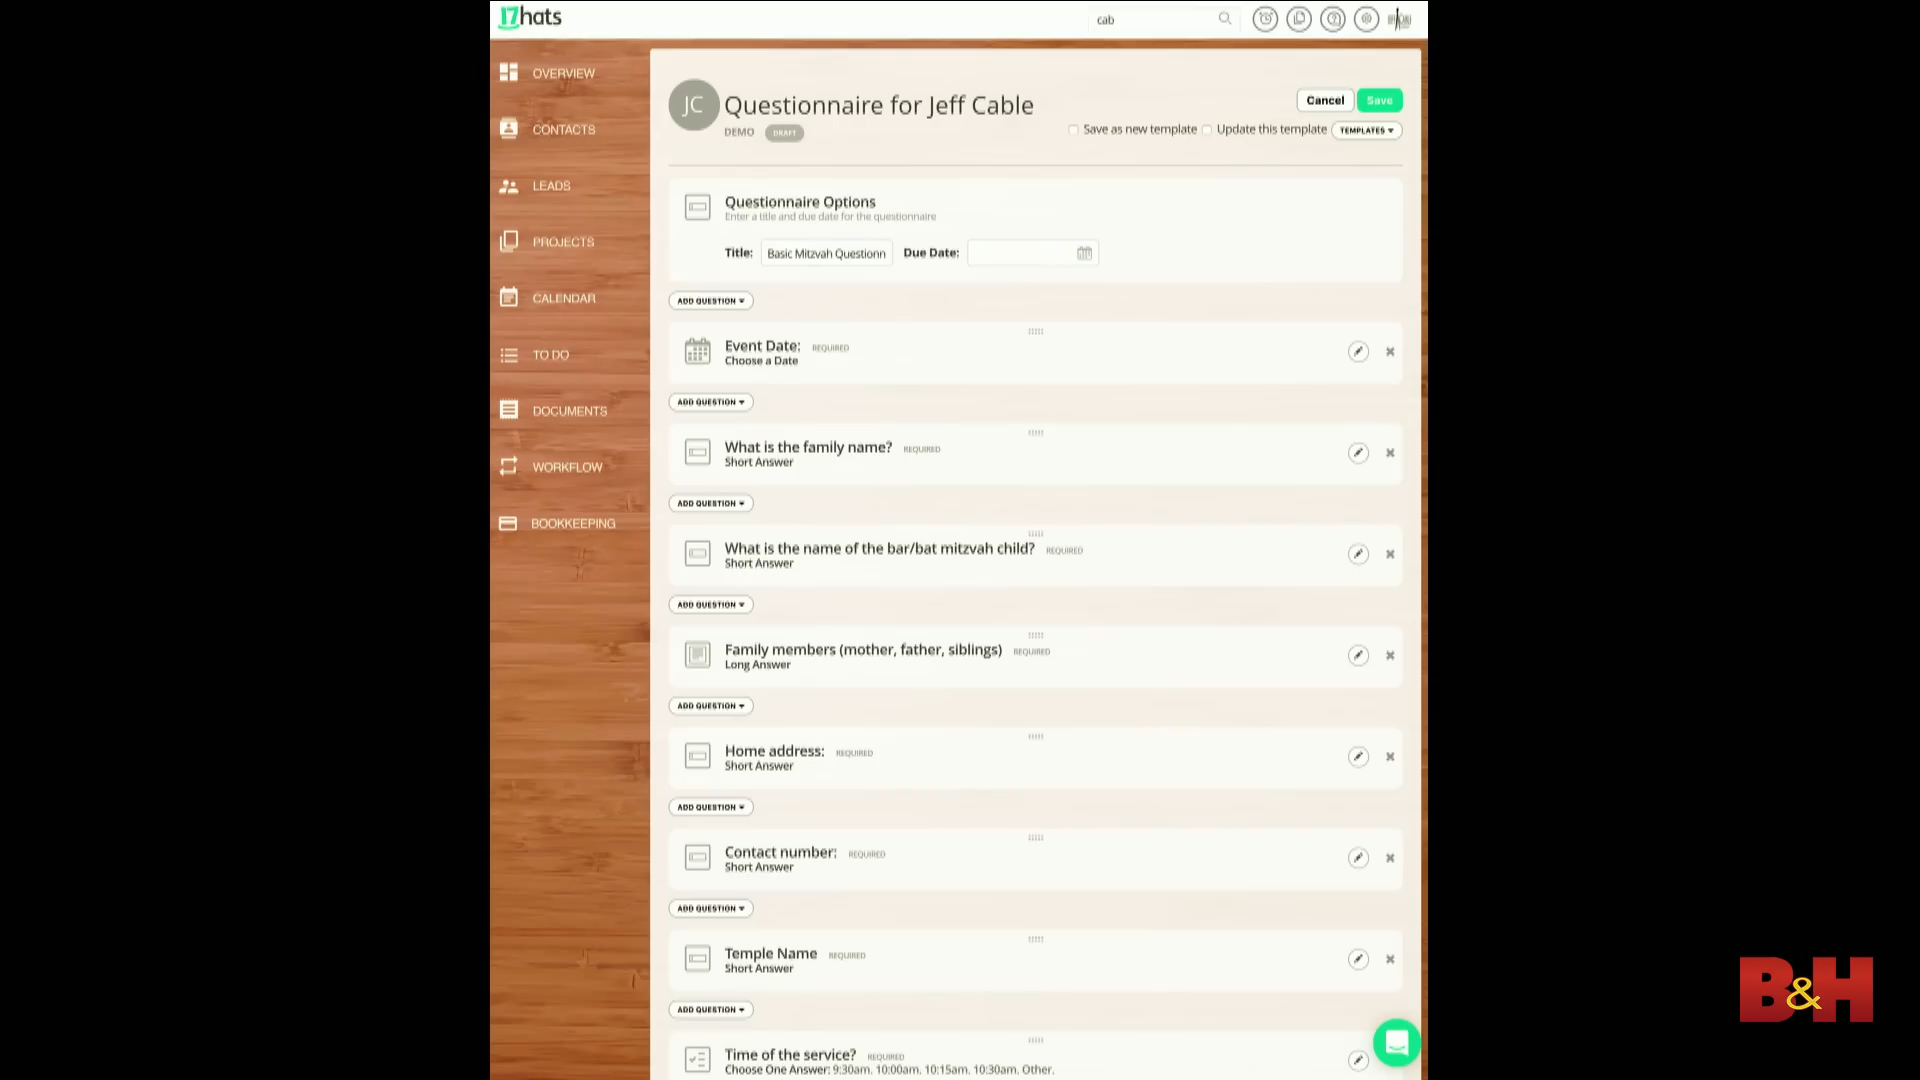 17hats
cab
OVERVIEW
CONTACTS
LEADS
PROJECTS
CALENDAR
TO DO
DOCUMENTS
WORKFLOW
BOOKKEEPING
JC
Questionnaire for Jeff Cable
DEMO DRAFT
Cancel Save
Save as new template Update this template TEMPLATES
Questionnaire Options
Enter a title and due date for the questionnaire
Title: Basic Mitzvah Questionn Due Date:
ADD QUESTION
Event Date: REQUIRED
Choose a Date
ADD QUESTION
What is the family name? REQUIRED
Short Answer
ADD QUESTION
What is the name of the bar/bat mitzvah child? REQUIRED
Short Answer
ADD QUESTION
Family members (mother, father, siblings) REQUIRED
Long Answer
ADD QUESTION
Home address: REQUIRED
Short Answer
ADD QUESTION
Contact number: REQUIRED
Short Answer
ADD QUESTION
Temple Name REQUIRED
Short Answer
ADD QUESTION
Time of the service? REQUIRED
Choose One Answer: 9:30am. 10:00am. 10:15am. 10:30am. Other.
B&H